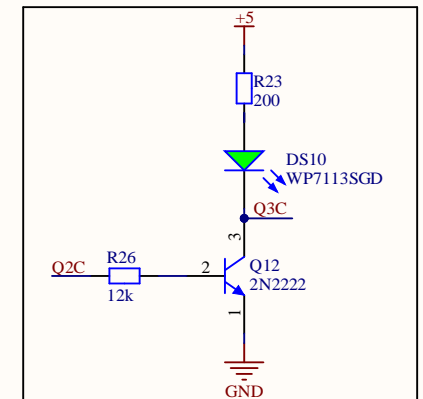 +5
R23
200
DS10
WP7113SGD
Q3C
3
Q2C
R26
12k
2
Q12
2N2222
1
GND